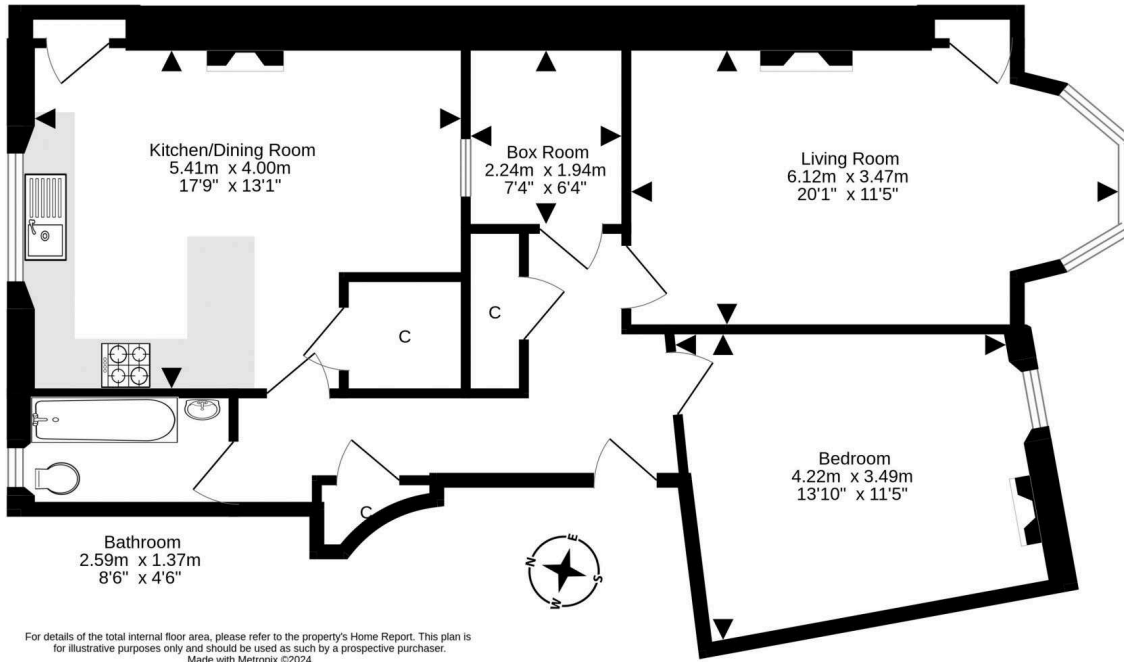 Kitchen/Dining Room
5.41m x 4.00m
17'9" x 13'1"
Box Room
2.24m x 1.94m
7'4" x 6'4"
Living Room
6.12m x 3.47m
20'1" x 11'5"
C
C
C
Bedroom
4.22m x 3.49m
13'10" x 11'5"
Bathroom
2.59m x 1.37m
8'6" x 4'6"
N
E
S
W
For details of the total internal floor area, please refer to the property's Home Report. This plan is
for illustrative purposes only and should be used as such by a prospective purchaser.
Made with Metropix ©2024